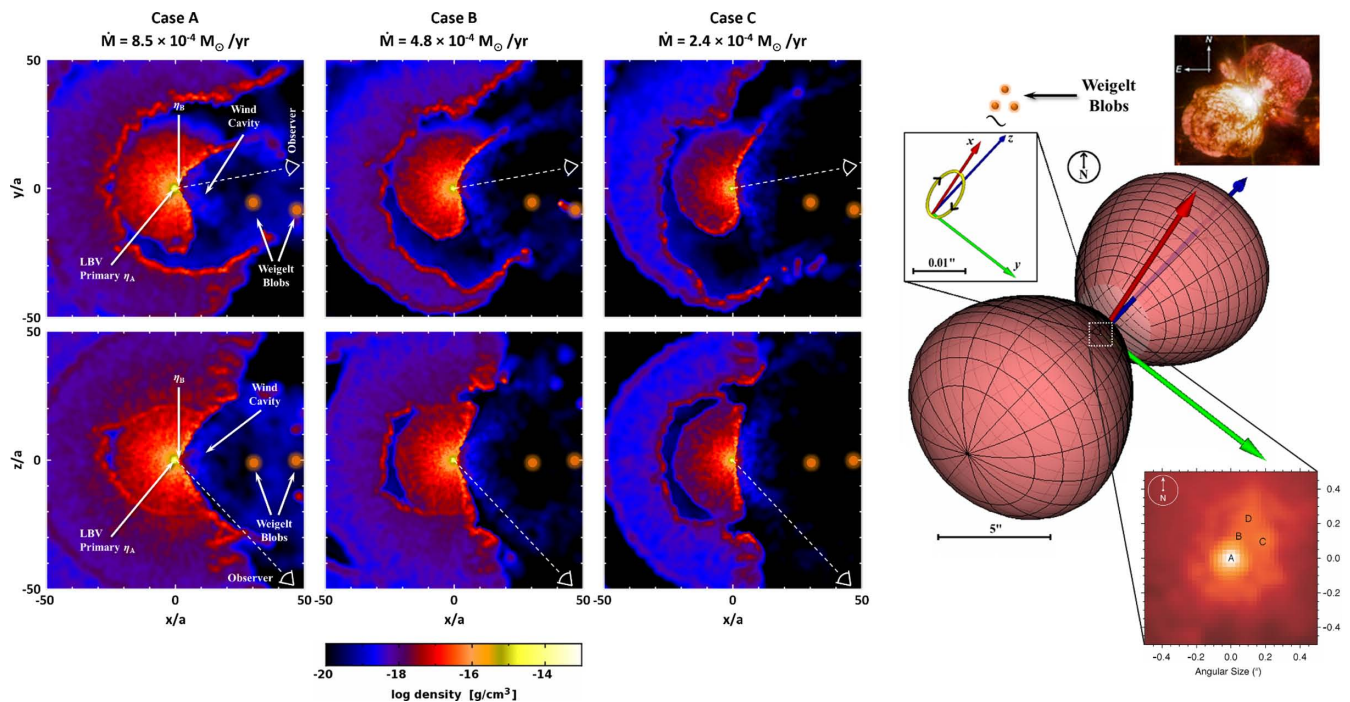 Case A
Ṁ = 8.5 × 10⁻⁴ M☉ /yr
Case B
Ṁ = 4.8 × 10⁻⁴ M☉ /yr
Case C
Ṁ = 2.4 × 10⁻⁴ M☉ /yr
50
y/a
0
-50
ηB
Wind
Cavity
Observer
LBV
Primary ηA
Weigelt
Blobs
50
z/a
0
-50
ηB
Wind
Cavity
LBV
Primary ηA
Weigelt
Blobs
Observer
-50 0 50
-50 0 50
-50 0 50
x/a
x/a
x/a
-20 -18 -16 -14
log density [g/cm³]
Weigelt
Blobs
N
E
N
x
z
y
0.01"
5"
N
D
B
C
A
0.4
0.2
0.0
-0.2
-0.4
-0.4 -0.2 0.0 0.2 0.4
Angular Size (")